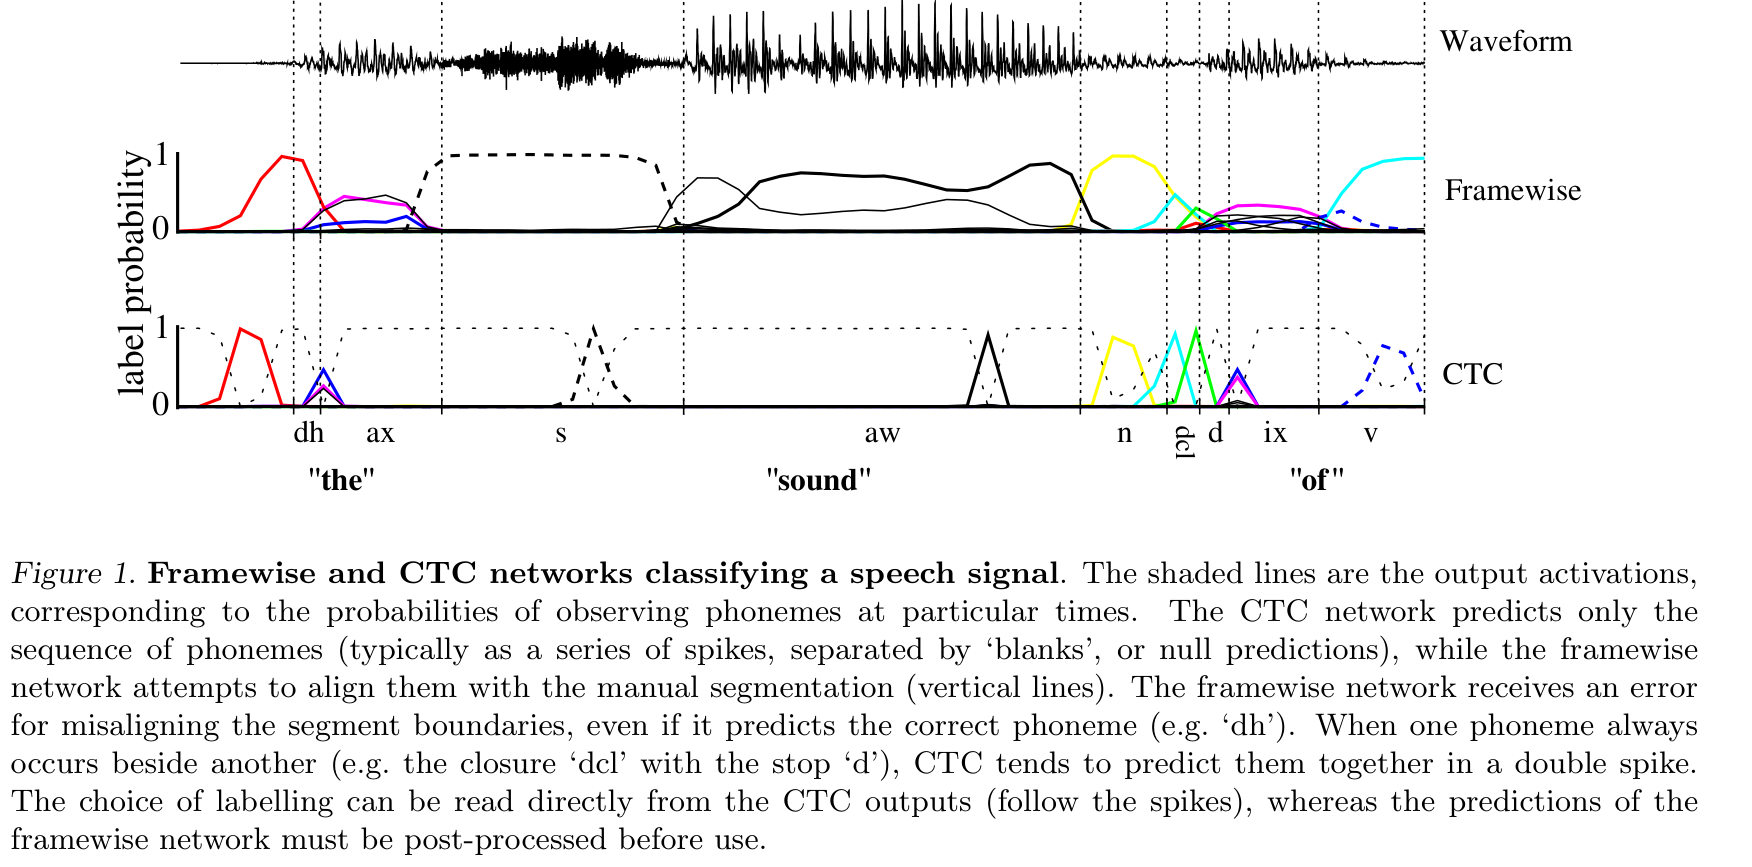 Waveform
label probability
1
0
Framewise
1
0
CTC
dh ax s aw n dcl d ix v
"the" "sound" "of"
Figure 1. Framewise and CTC networks classifying a speech signal. The shaded lines are the output activations,
corresponding to the probabilities of observing phonemes at particular times. The CTC network predicts only the
sequence of phonemes (typically as a series of spikes, separated by ‘blanks’, or null predictions), while the framewise
network attempts to align them with the manual segmentation (vertical lines). The framewise network receives an error
for misaligning the segment boundaries, even if it predicts the correct phoneme (e.g. ‘dh’). When one phoneme always
occurs beside another (e.g. the closure ‘dcl’ with the stop ‘d’), CTC tends to predict them together in a double spike.
The choice of labelling can be read directly from the CTC outputs (follow the spikes), whereas the predictions of the
framewise network must be post-processed before use.